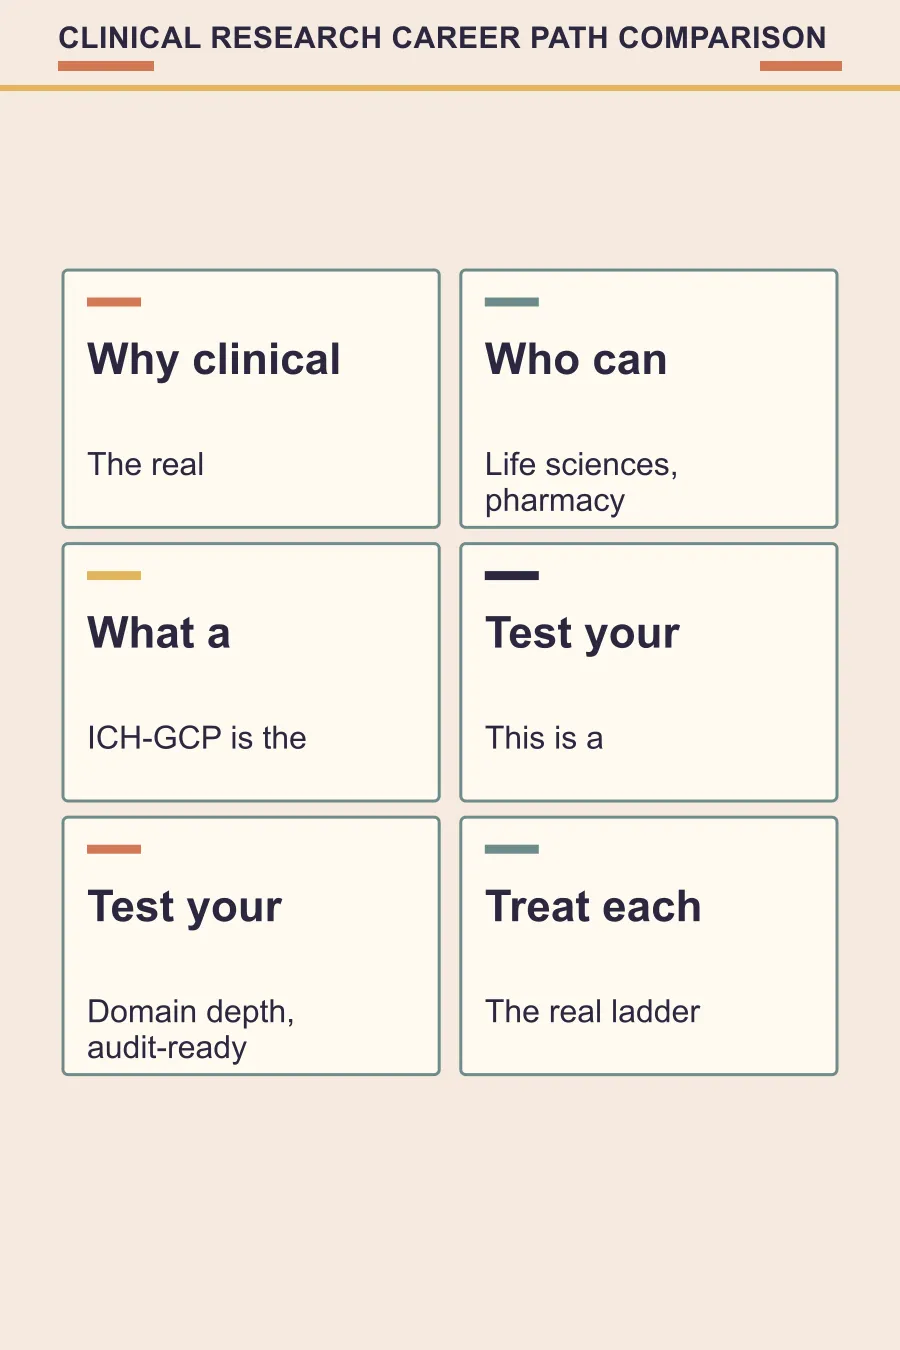 CLINICAL RESEARCH CAREER PATH COMPARISON
Why clinical
The real
Who can
Life sciences,
pharmacy
What a
ICH-GCP is the
Test your
This is a
Test your
Domain depth,
audit-ready
Treat each
The real ladder